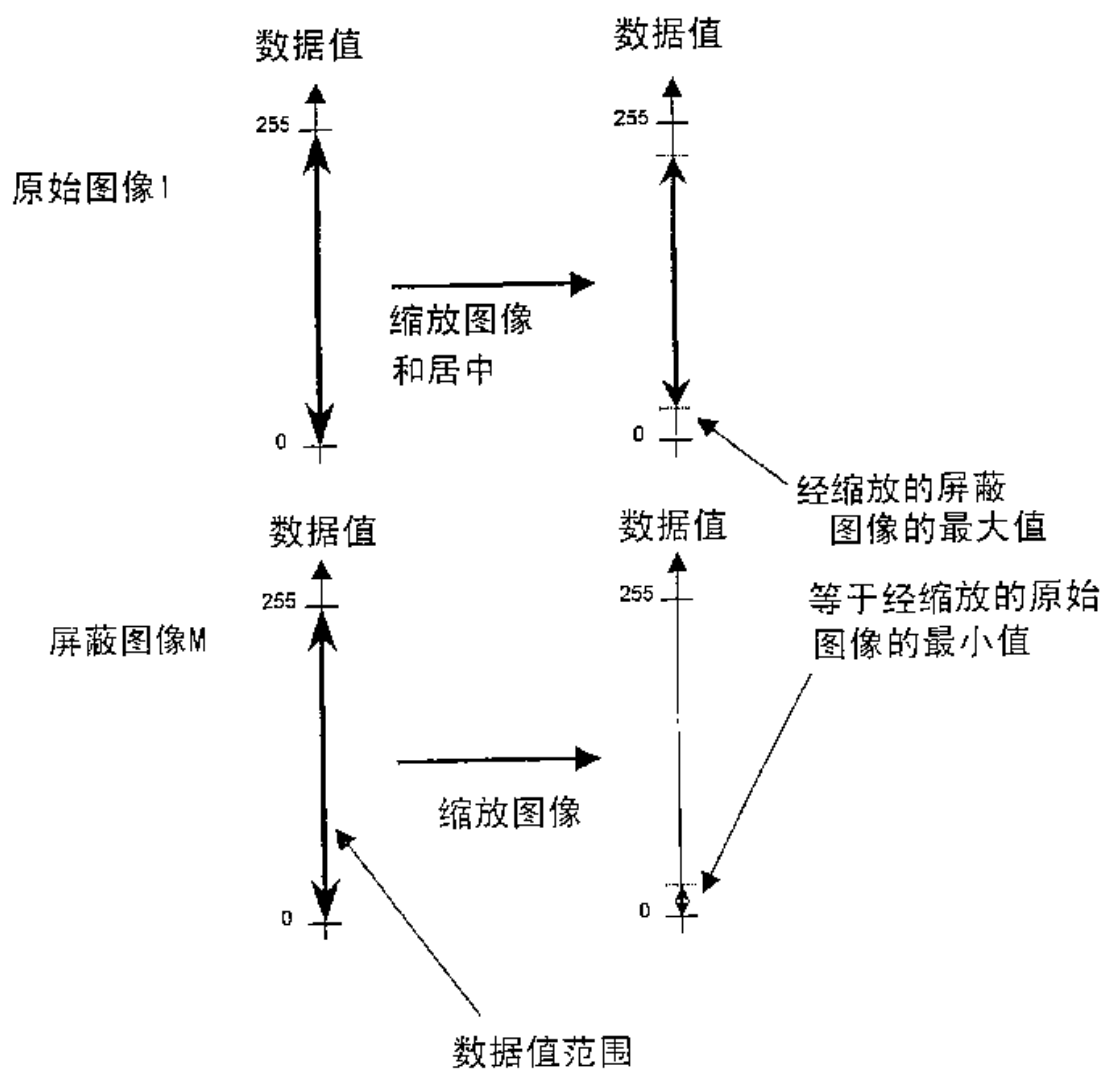 数据值
数据值
255
255
原始图像I
缩放图像
和居中
0
0
经缩放的屏蔽
图像的最大值
数据值
数据值
255
255
等于经缩放的原始
图像的最小值
屏蔽图像M
缩放图像
0
0
数据值范围